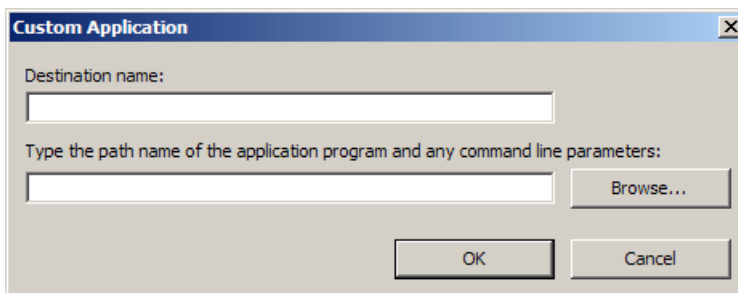 Custom Application
Destination name:
Type the path name of the application program and any command line parameters:
Browse...
OK
Cancel